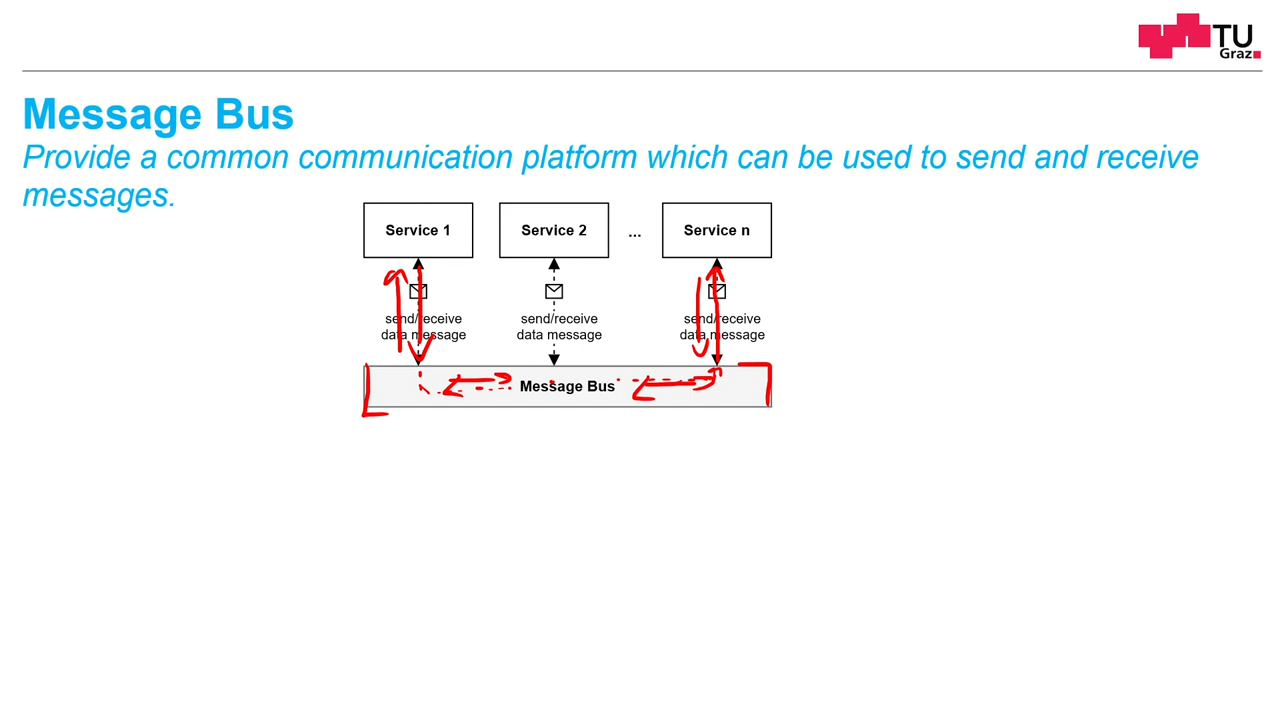 TU
Graz
Message Bus
Provide a common communication platform which can be used to send and receive
messages.
Service 1
Service 2
...
Service n
send/receive
data message
send/receive
data message
send/receive
data message
Message Bus